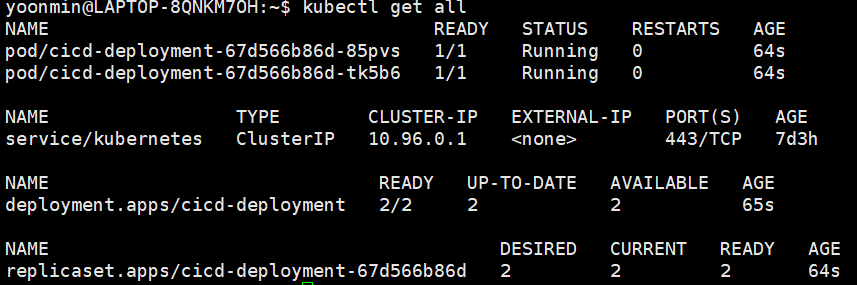 yoonmin@LAPTOP-8QNKM7OH:~$ kubectl get all
NAME READY STATUS RESTARTS AGE
pod/cicd-deployment-67d566b86d-85pvs 1/1 Running 0 64s
pod/cicd-deployment-67d566b86d-tk5b6 1/1 Running 0 64s
NAME TYPE CLUSTER-IP EXTERNAL-IP PORT(S) AGE
service/kubernetes ClusterIP 10.96.0.1 <none> 443/TCP 7d3h
NAME READY UP-TO-DATE AVAILABLE AGE
deployment.apps/cicd-deployment 2/2 2 2 65s
NAME DESIRED CURRENT READY AGE
replicaset.apps/cicd-deployment-67d566b86d 2 2 2 64s